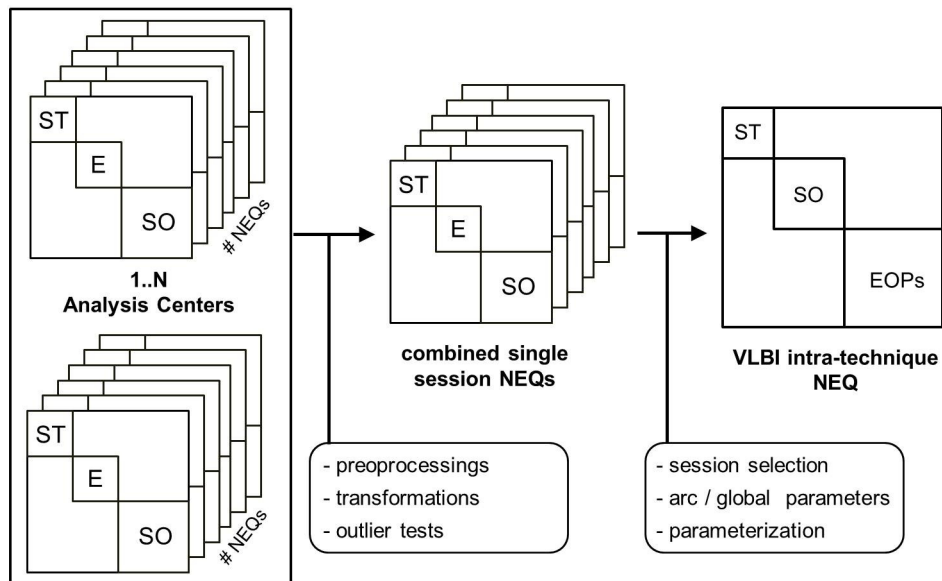 ST
E
SO
# NEQs
1..N
Analysis Centers
ST
E
SO
# NEQs
ST
E
SO
combined single
session NEQs
ST
SO
EOPs
VLBI intra-technique
NEQ
- preoprocessings
- transformations
- outlier tests
- session selection
- arc / global parameters
- parameterization